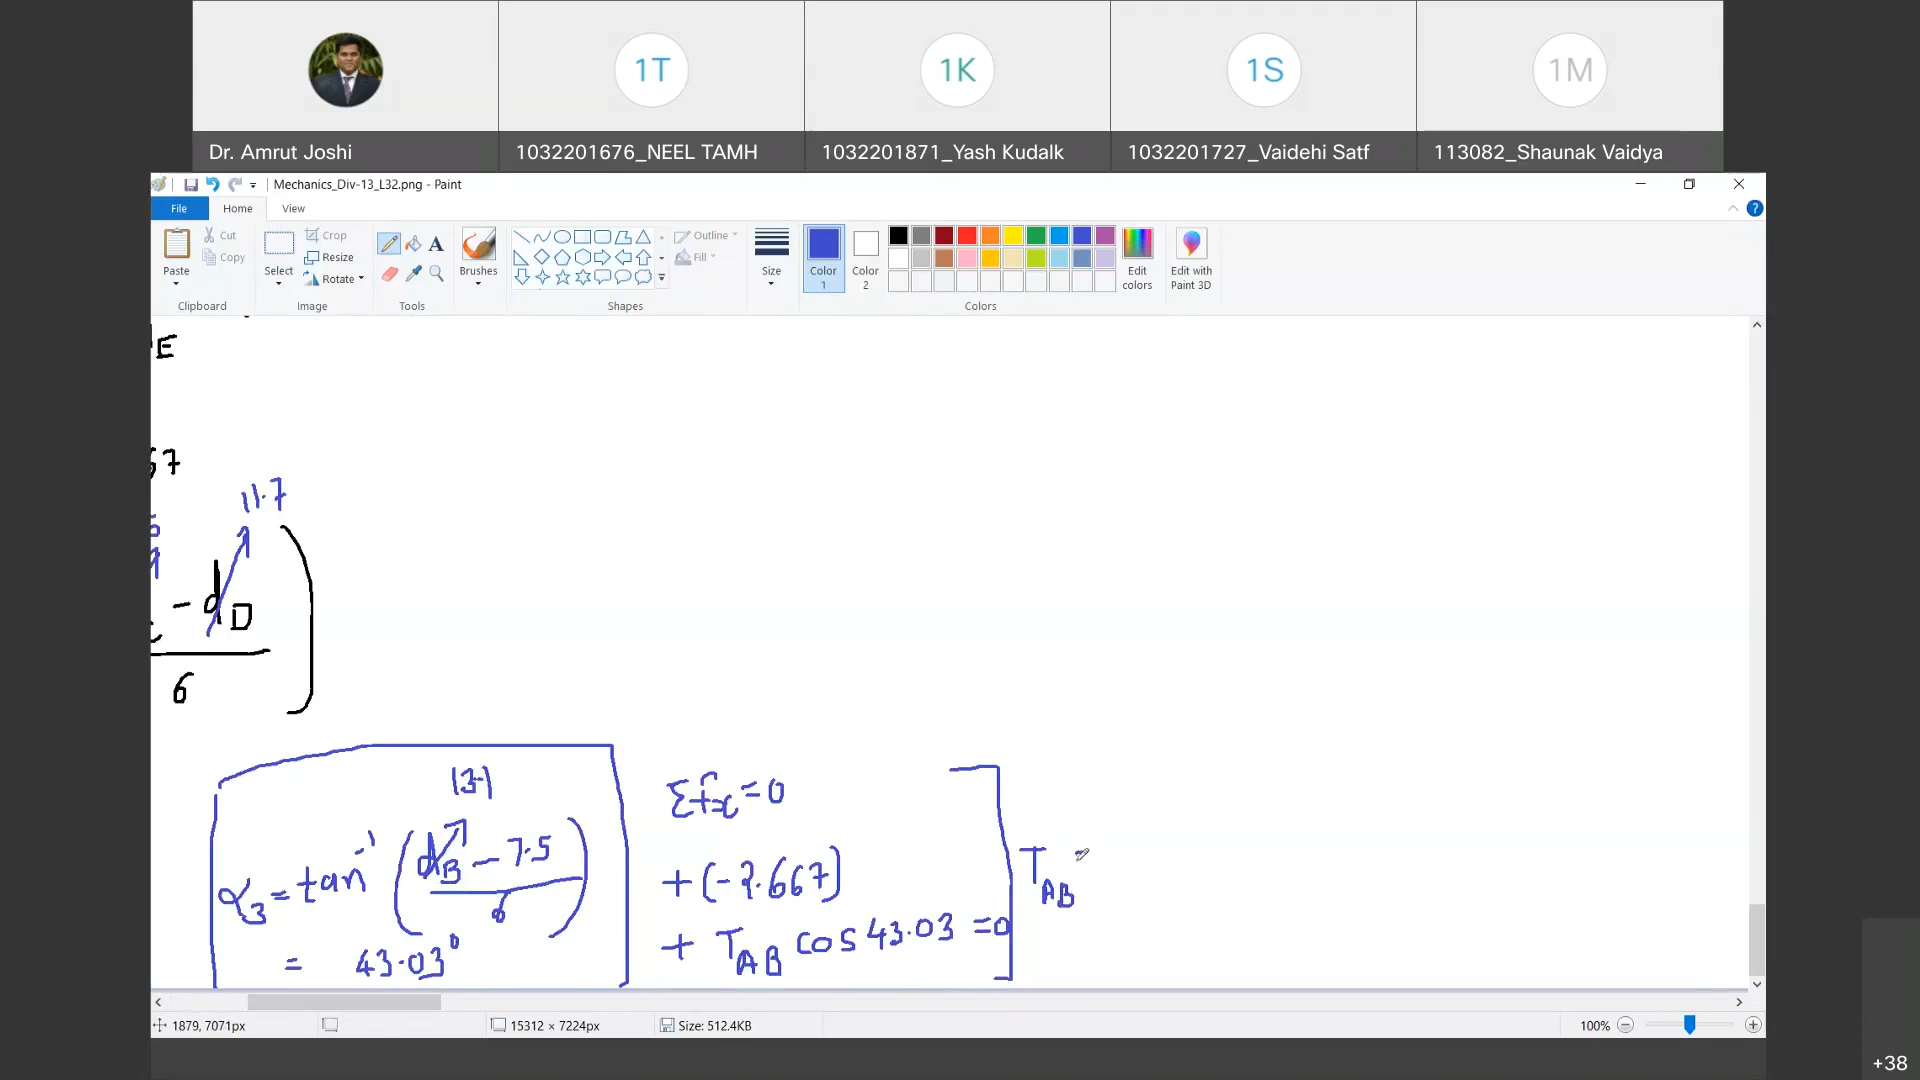 1T
1K
1S
1M
Dr. Amrut Joshi
1032201676_NEEL TAMH
1032201871_Yash Kudalk
1032201727_Vaidehi Satf
113082_Shaunak Vaidya
Mechanics_Div-13_L32.png - Paint
File Home View
Paste
Cut
Copy
Clipboard
Select
Crop
Resize
Rotate
Image
A
Tools
Brushes
Outline
Fill
Shapes
Size
Color 1
Color 2
Edit colors
Colors
Edit with Paint 3D
?
E
67
11.7
- dD
6
13.1
α3 = tan-1 (dB - 7.5
6)
= 43.03°
Σfx = 0
+ (-2.667)
+ TAB cos 43.03 = 0
TAB
1879, 7071px
15312 × 7224px
Size: 512.4KB
100%
+38